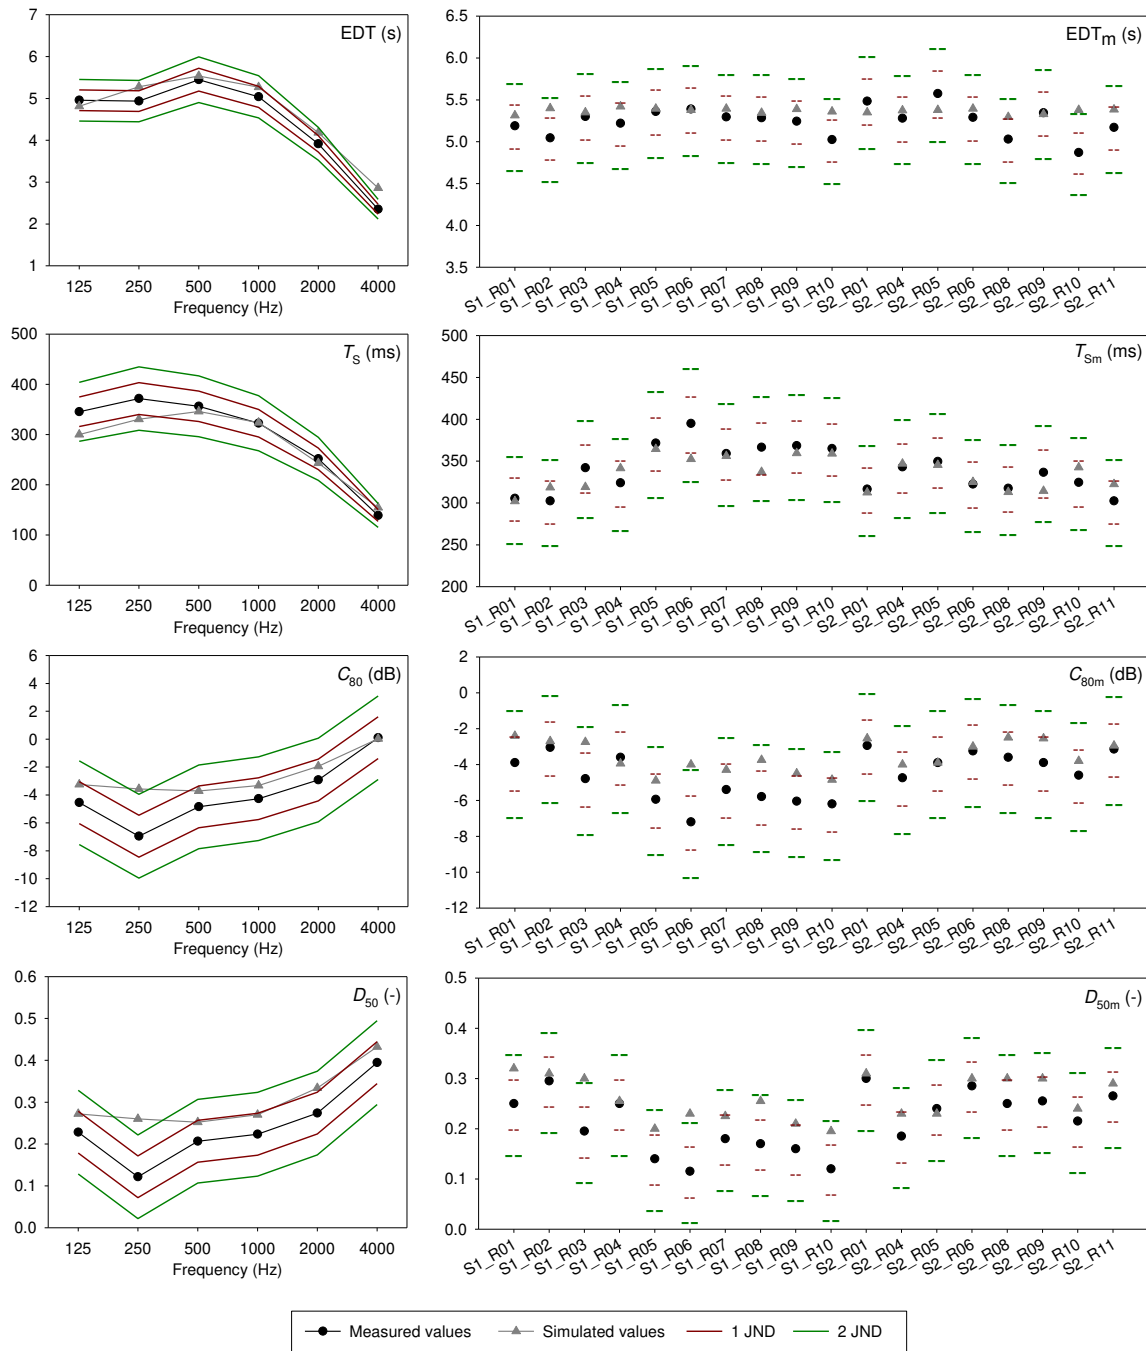 EDT (s)
7
6
5
4
3
2
1
125 250 500 1000 2000 4000
Frequency (Hz)
EDTm (s)
6.5
6.0
5.5
5.0
4.5
4.0
3.5
S1_R01 S1_R02 S1_R03 S1_R04 S1_R05 S1_R06 S1_R07 S1_R08 S1_R09 S1_R10 S2_R01 S2_R04 S2_R05 S2_R06 S2_R08 S2_R09 S2_R10 S2_R11
TS (ms)
500
400
300
200
100
0
125 250 500 1000 2000 4000
Frequency (Hz)
TSm (ms)
500
450
400
350
300
250
200
S1_R01 S1_R02 S1_R03 S1_R04 S1_R05 S1_R06 S1_R07 S1_R08 S1_R09 S1_R10 S2_R01 S2_R04 S2_R05 S2_R06 S2_R08 S2_R09 S2_R10 S2_R11
C80 (dB)
6
4
2
0
-2
-4
-6
-8
-10
-12
125 250 500 1000 2000 4000
Frequency (Hz)
C80m (dB)
2
0
-2
-4
-6
-8
-10
-12
S1_R01 S1_R02 S1_R03 S1_R04 S1_R05 S1_R06 S1_R07 S1_R08 S1_R09 S1_R10 S2_R01 S2_R04 S2_R05 S2_R06 S2_R08 S2_R09 S2_R10 S2_R11
D50 (-)
0.6
0.5
0.4
0.3
0.2
0.1
0.0
125 250 500 1000 2000 4000
Frequency (Hz)
D50m (-)
0.5
0.4
0.3
0.2
0.1
0.0
S1_R01 S1_R02 S1_R03 S1_R04 S1_R05 S1_R06 S1_R07 S1_R08 S1_R09 S1_R10 S2_R01 S2_R04 S2_R05 S2_R06 S2_R08 S2_R09 S2_R10 S2_R11
Measured values Simulated values 1 JND 2 JND